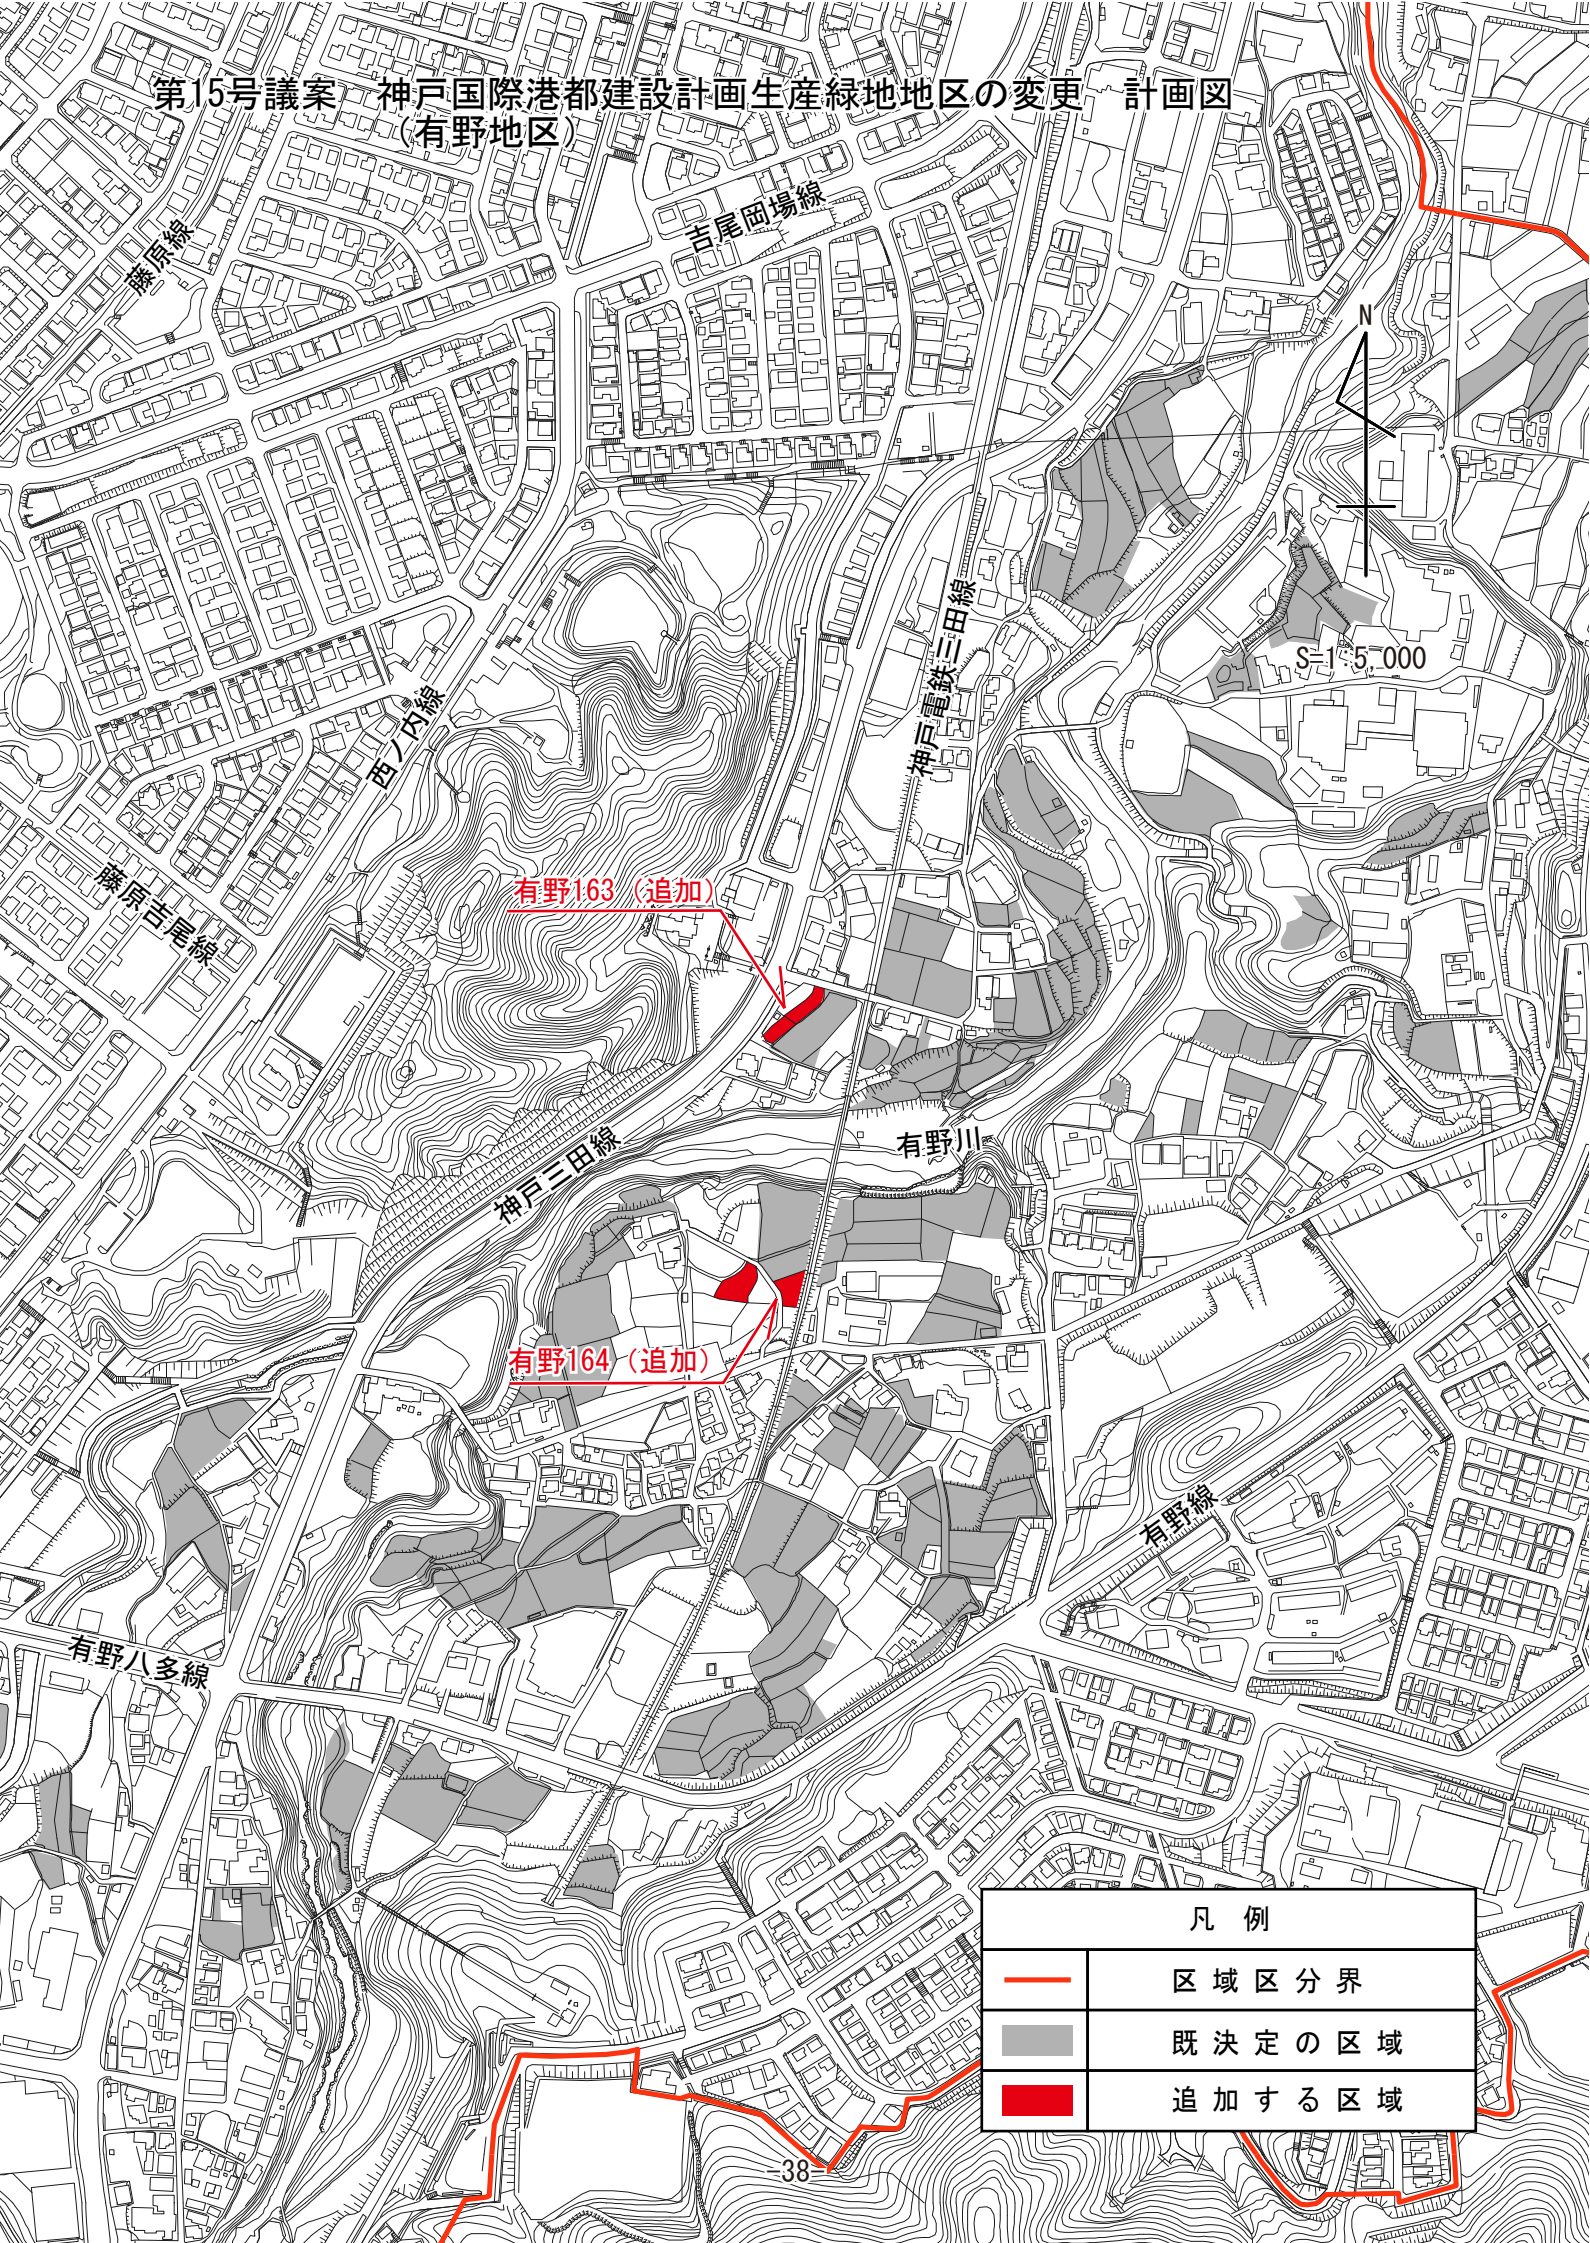 第15号議案　神戸国際港都建設計画生産緑地地区の変更　計画図
（有野地区）
吉尾岡場線
藤原線
N
S=1:5,000
神戸電鉄三田線
西ノ内線
藤原吉尾線
有野163（追加）
有野川
神戸三田線
有野164（追加）
有野線
有野八多線
凡　例
区域区分界
既決定の区域
追加する区域
-38-